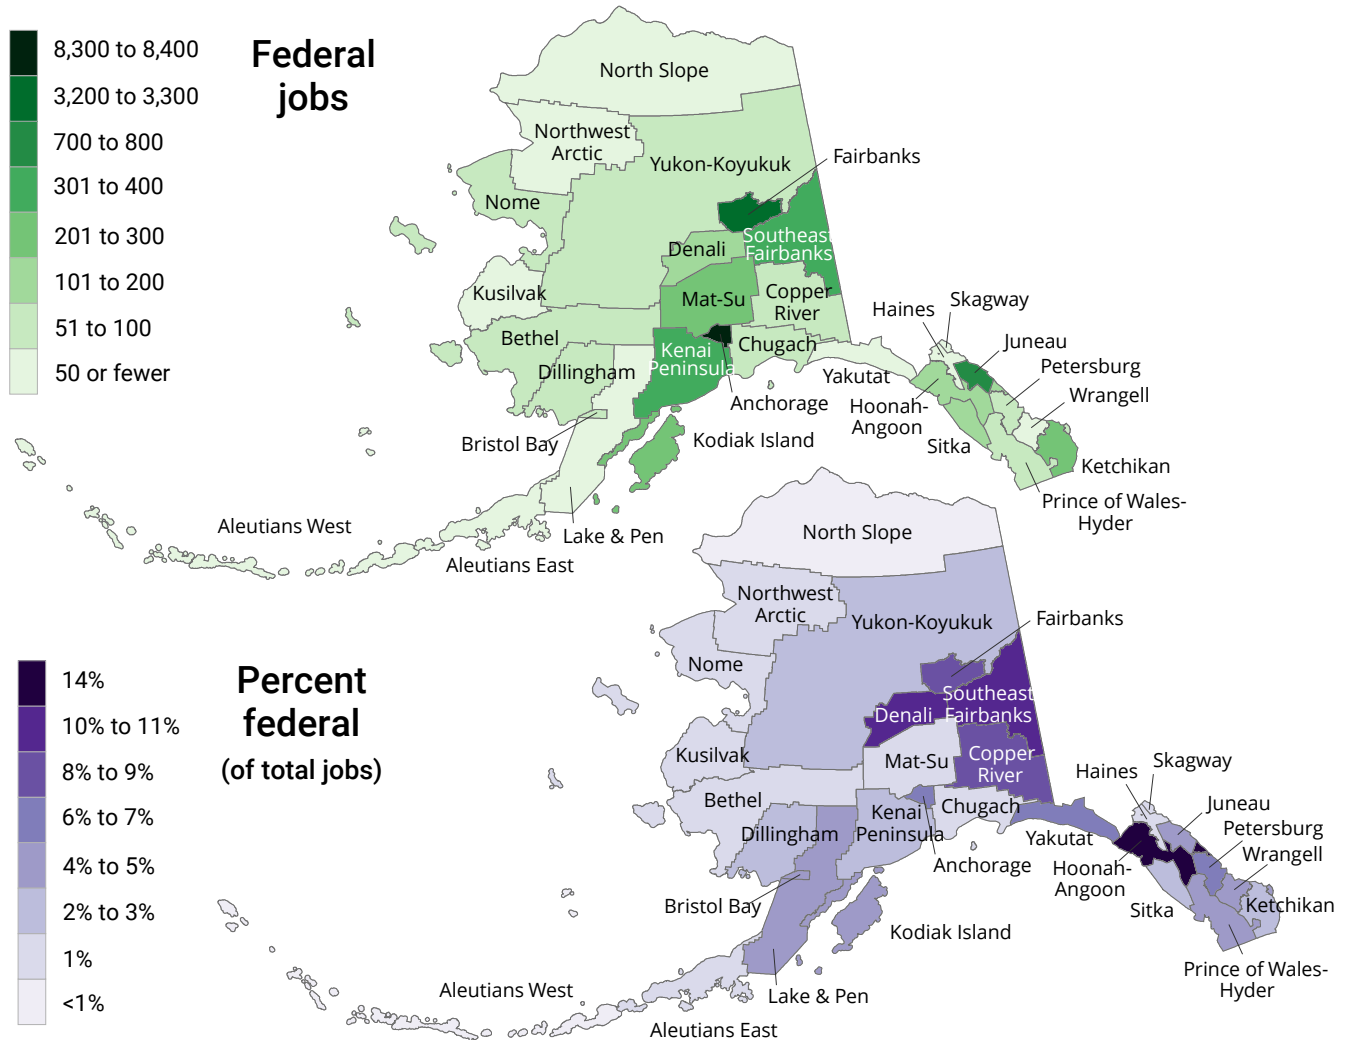 Federal
jobs
8,300 to 8,400
3,200 to 3,300
700 to 800
301 to 400
201 to 300
101 to 200
51 to 100
50 or fewer
North Slope
Northwest
Arctic
Yukon-Koyukuk
Fairbanks
Nome
Southeast
Fairbanks
Denali
Kusilvak
Mat-Su
Copper
River
Bethel
Chugach
Kenai
Peninsula
Dillingham
Haines
Skagway
Juneau
Petersburg
Wrangell
Yakutat
Hoonah-
Angoon
Anchorage
Sitka
Bristol Bay
Kodiak Island
Ketchikan
Prince of Wales-
Hyder
Aleutians West
Lake & Pen
Aleutians East
Percent
federal
(of total jobs)
14%
10% to 11%
8% to 9%
6% to 7%
4% to 5%
2% to 3%
1%
<1%
North Slope
Northwest
Arctic
Yukon-Koyukuk
Fairbanks
Nome
Southeast
Fairbanks
Denali
Kusilvak
Mat-Su
Copper
River
Bethel
Chugach
Kenai
Peninsula
Dillingham
Haines
Skagway
Juneau
Petersburg
Wrangell
Yakutat
Hoonah-
Angoon
Anchorage
Sitka
Ketchikan
Bristol Bay
Kodiak Island
Prince of Wales-
Hyder
Aleutians West
Lake & Pen
Aleutians East